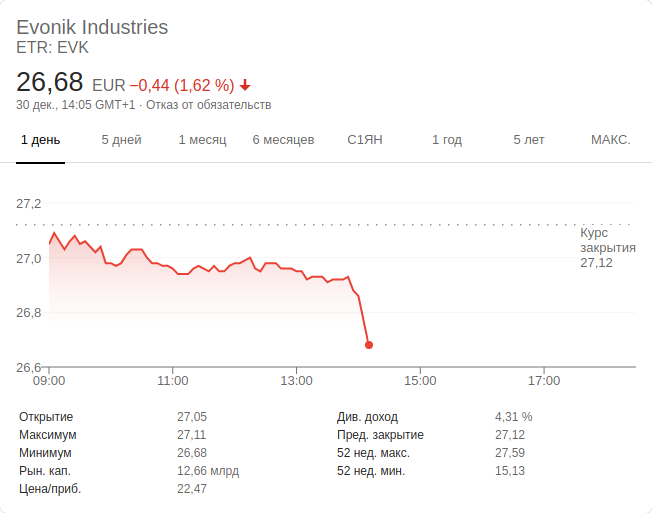 Evonik Industries
ETR: EVK
26,68 EUR −0,44 (1,62 %)
30 дек., 14:05 GMT+1 · Отказ от обязательств
1 день 5 дней 1 месяц 6 месяцев С1ЯН 1 год 5 лет МАКС.
27,2
Курс
закрытия
27,12
27,0
26,8
26,6
09:00 11:00 13:00 15:00 17:00
Открытие 27,05 Див. доход 4,31 %
Максимум 27,11 Пред. закрытие 27,12
Минимум 26,68 52 нед. макс. 27,59
Рын. кап. 12,66 млрд 52 нед. мин. 15,13
Цена/приб. 22,47